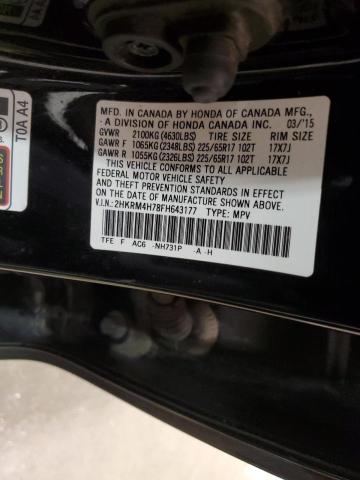 MFD. IN CANADA BY HONDA OF CANADA MFG.,
- A DIVISION OF HONDA CANADA INC. 03/'15
GVWR 2100KG (4630LBS) TIRE SIZE RIM SIZE
GAWR F 1065KG (2348LBS) 225/65R17 102T 17X7J
GAWR R 1055KG (2326LBS) 225/65R17 102T 17X7J
THIS VEHICLE CONFORMS TO ALL APPLICABLE
FEDERAL MOTOR VEHICLE SAFETY, BUMPER,
AND THEFT PREVENTION STANDARDS IN EFFECT ON
THE DATE OF MANUFACTURE SHOWN ABOVE.
V.I.N.: 2HKRM4H78FH643177 TYPE: MPV
TFE F AC6 -NH731P -A -H
T0A A4